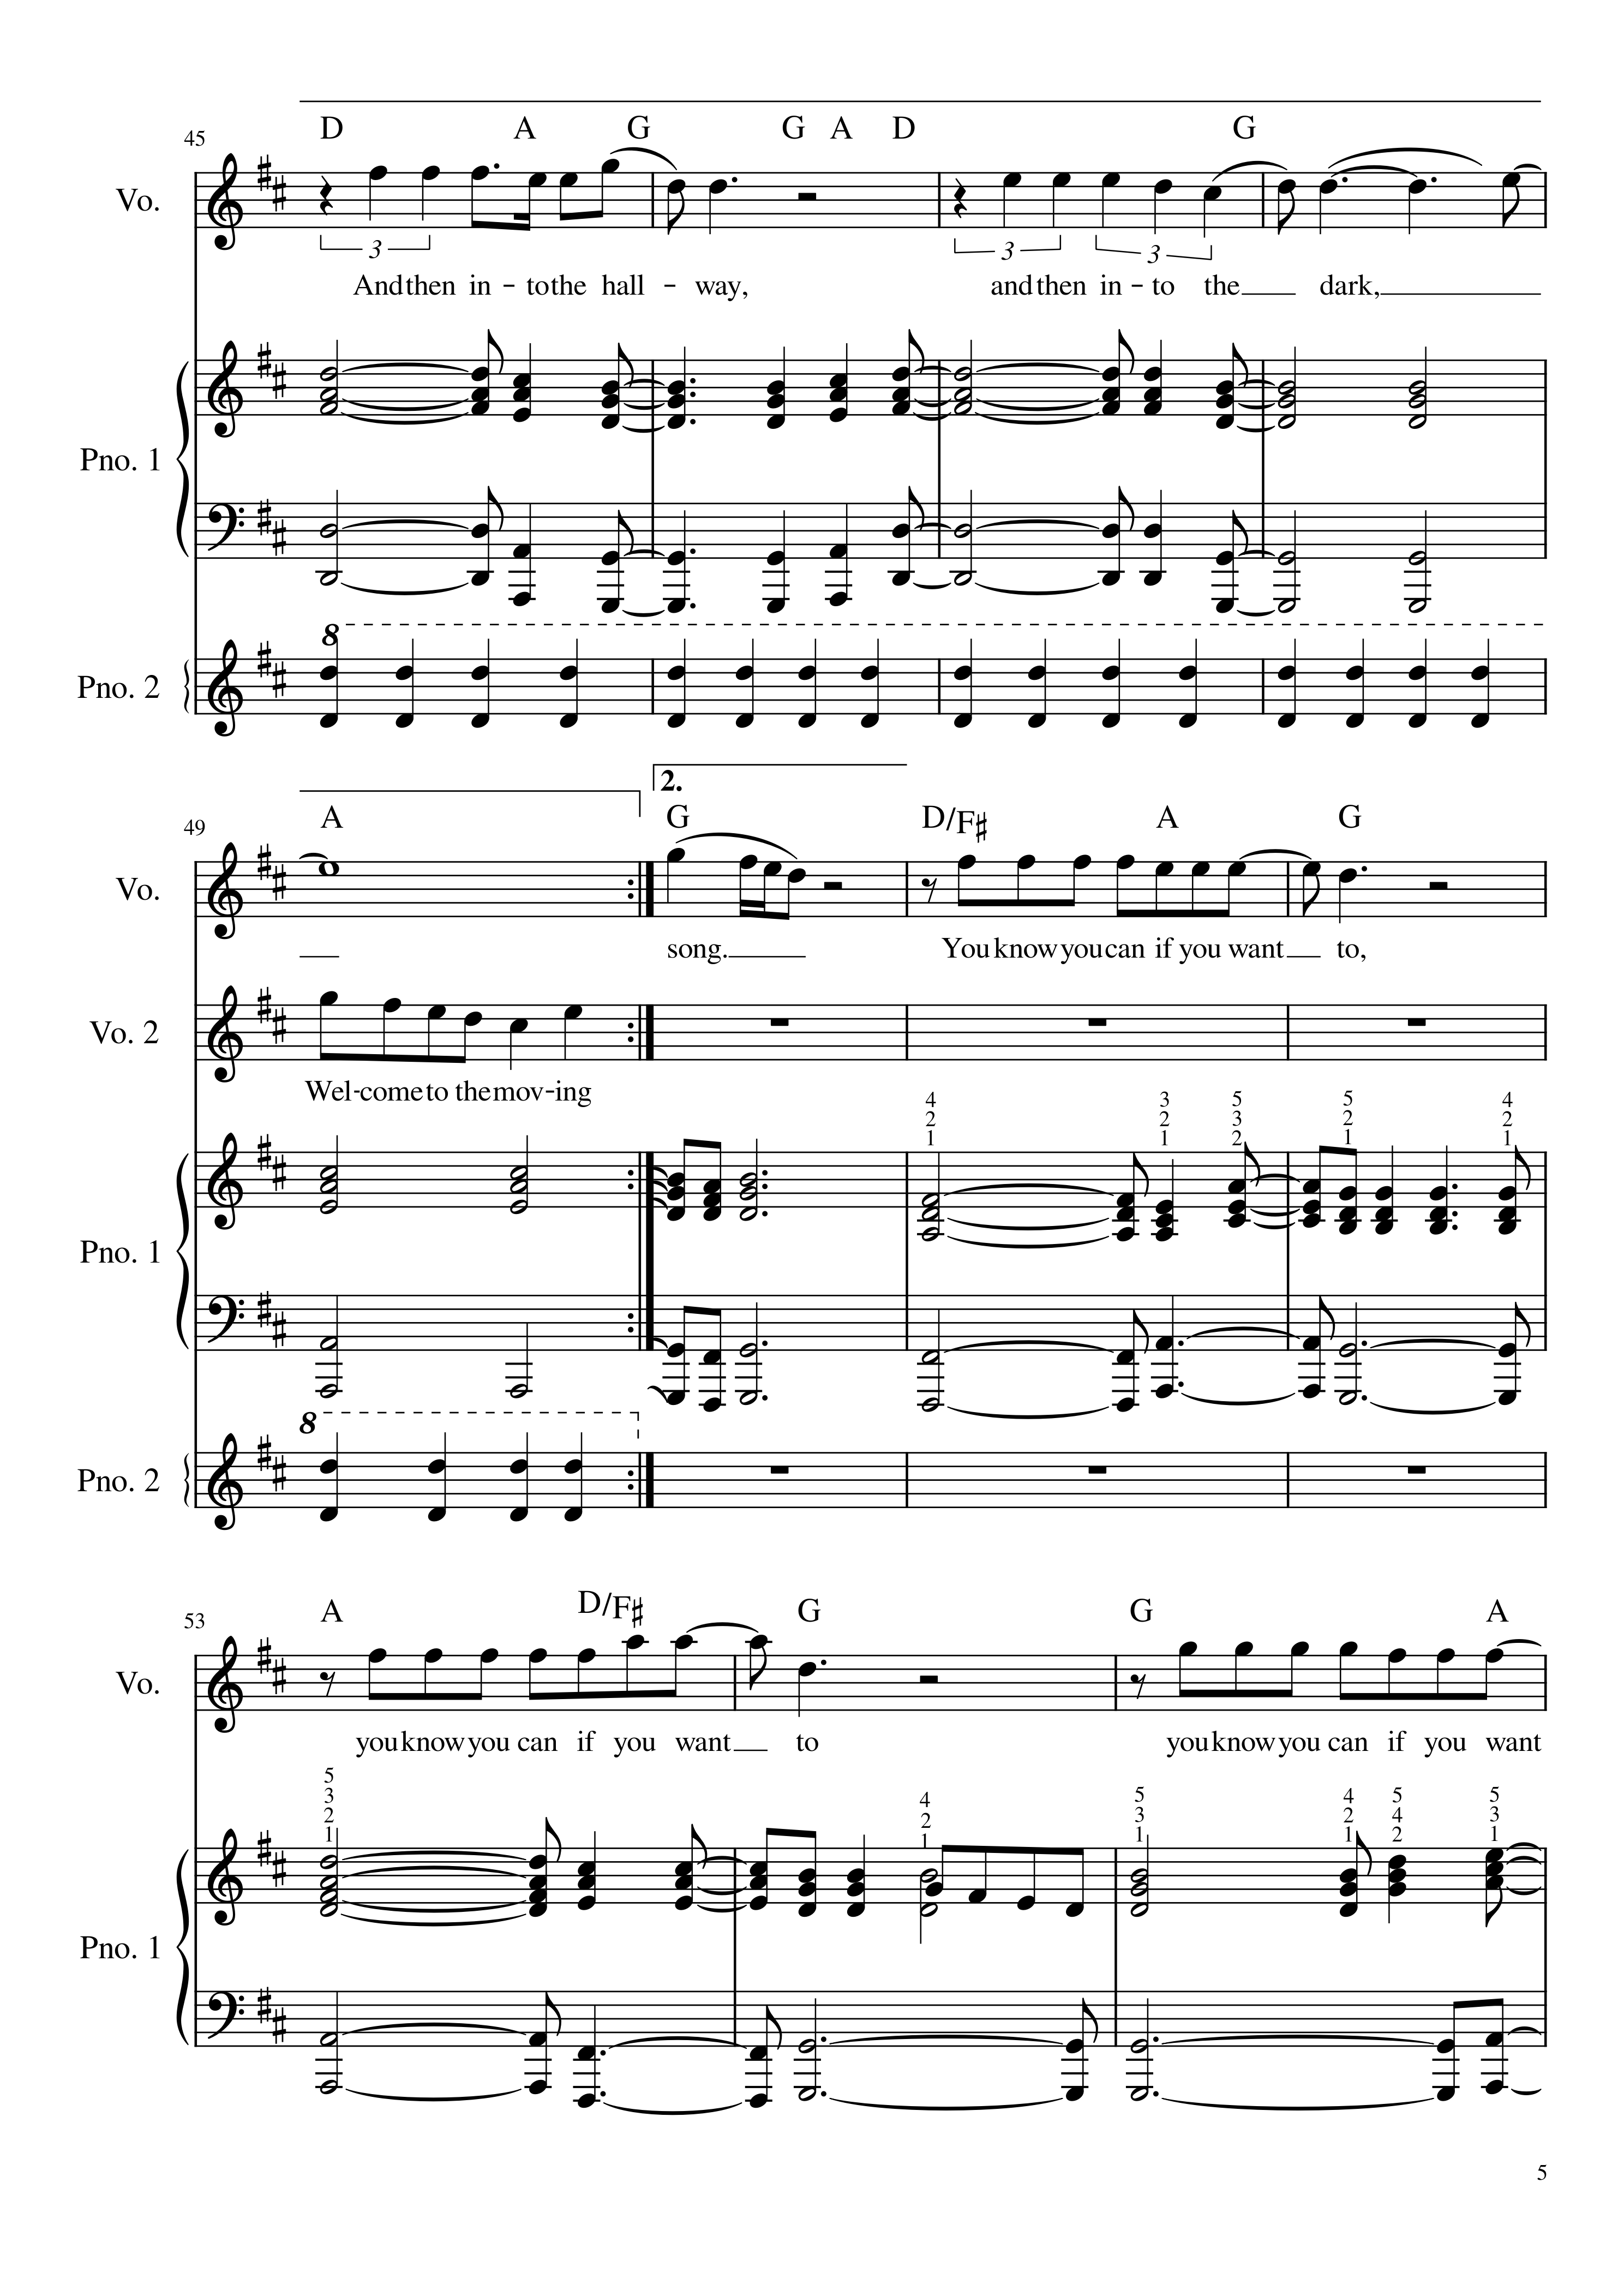 45 D A G G A D G
Vo.
3 3 3
And then in - to the hall - way, and then in - to the dark,
Pno. 1
8
Pno. 2
2.
49 A G D/F♯ A G
Vo.
song. You know you can if you want to,
Vo. 2
Wel - come to the mov - ing
4 3 5 5 4
2 2 3 2 2
1 1 2 1 1
Pno. 1
8
Pno. 2
53 A D/F♯ G G A
Vo.
you know you can if you want to you know you can if you want
5
3 4 5 4 5 5
2 2 3 2 4 3
1 1 1 1 2 1
Pno. 1
5